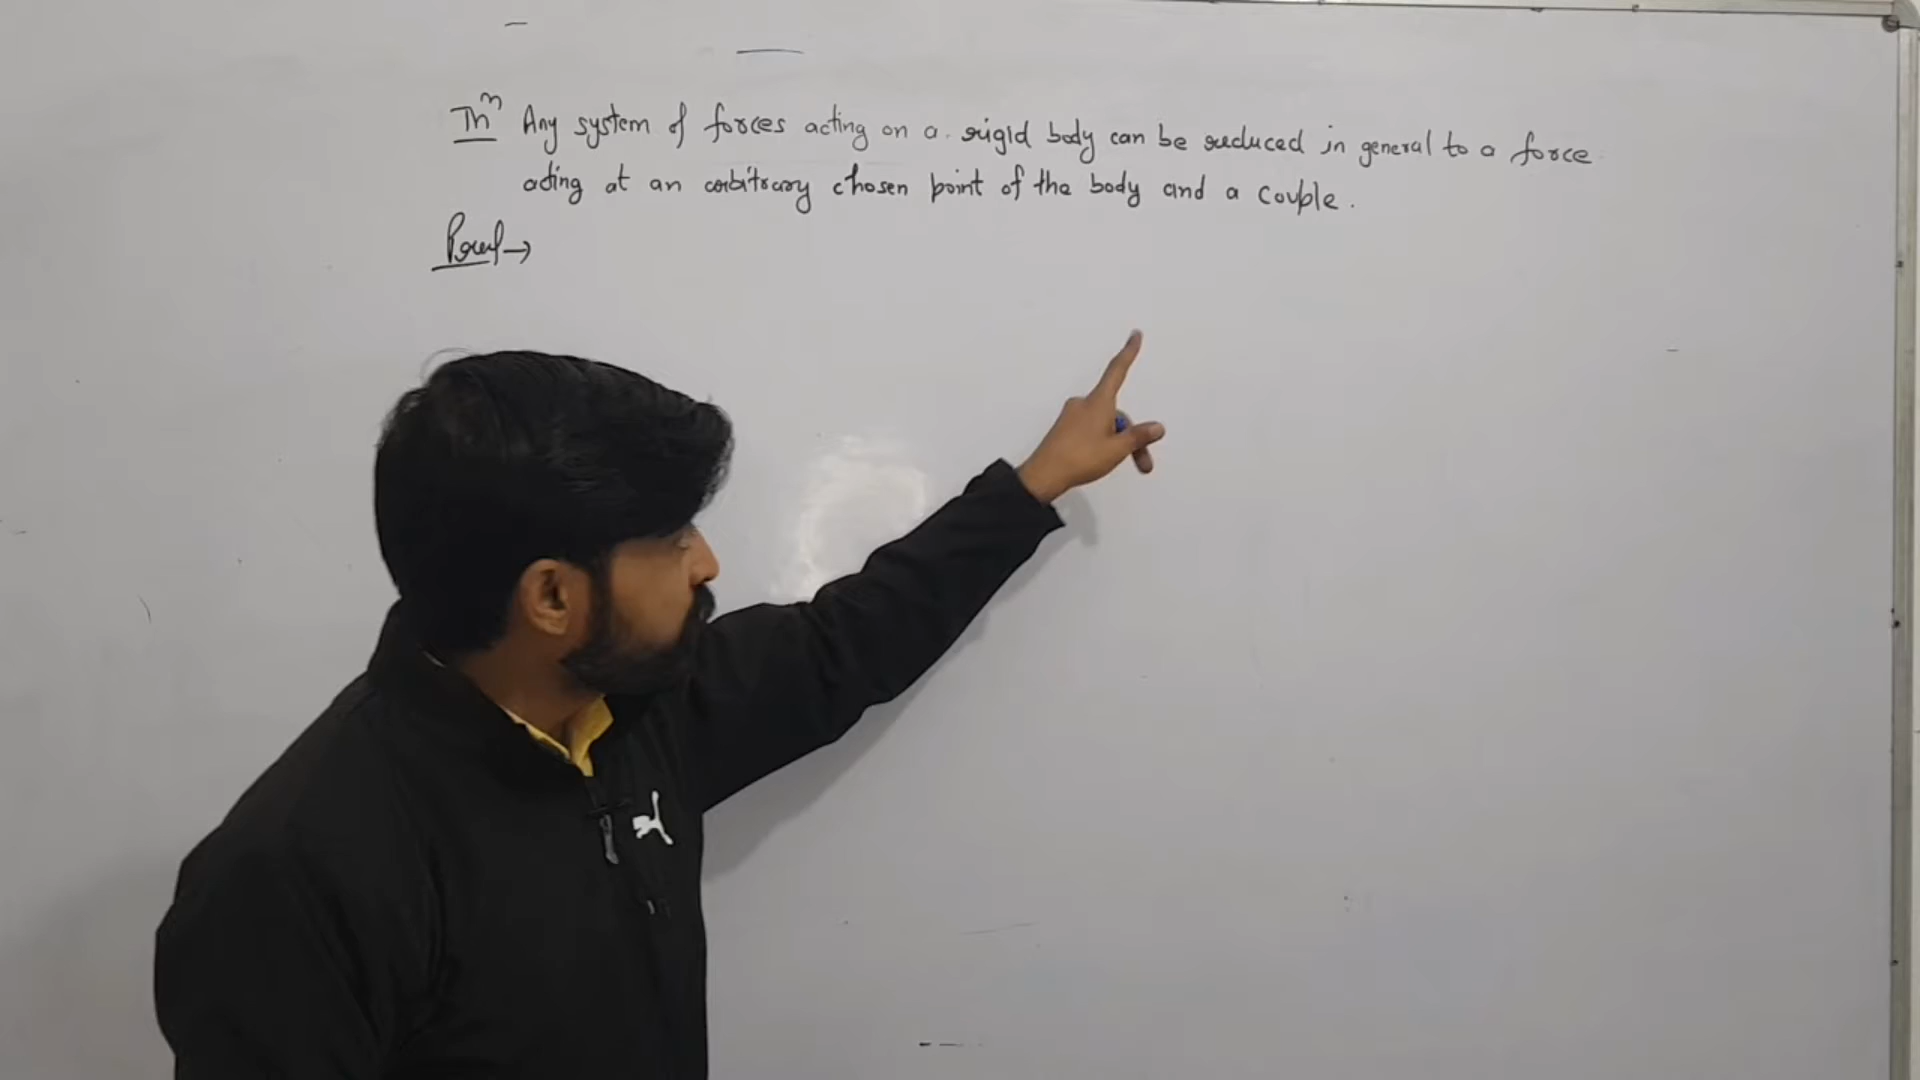 Thm Any system of forces acting on a rigid body can be reduced in general to a force
acting at an arbitrary chosen point of the body and a couple.
Proof →